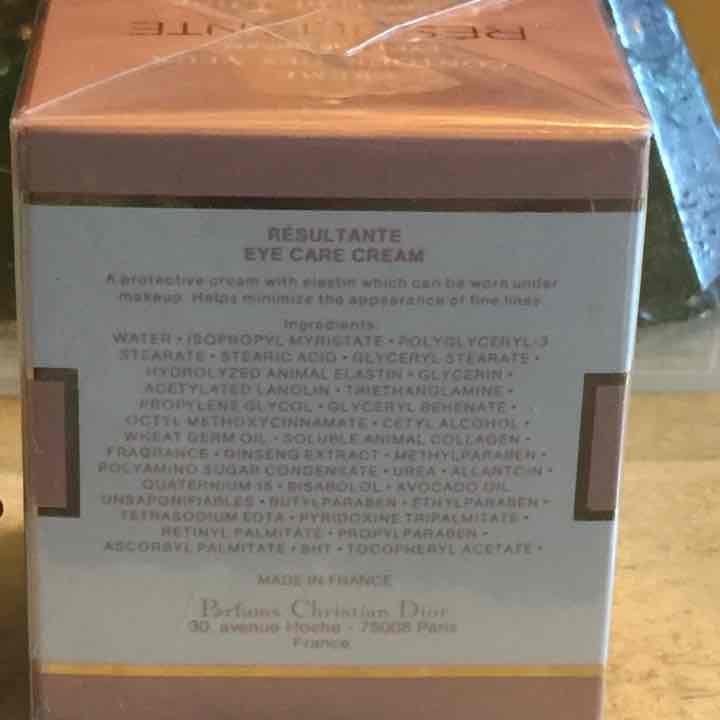 RÉSULTANTE
RÉSULTANTE
EYE CARE CREAM
A protective cream with elastin which can be worn under
makeup. Helps minimize the appearance of fine lines.
Ingredients:
WATER • ISOPROPYL MYRISTATE • POLYGLYCERYL-3
STEARATE • STEARIC ACID • GLYCERYL STEARATE •
HYDROLYZED ANIMAL ELASTIN • GLYCERIN •
ACETYLATED LANOLIN • TRIETHANOLAMINE •
PROPYLENE GLYCOL • GLYCERYL BEHENATE •
OCTYL METHOXYCINNAMATE • CETYL ALCOHOL •
WHEAT GERM OIL • SOLUBLE ANIMAL COLLAGEN •
FRAGRANCE • GINSENG EXTRACT • METHYLPARABEN •
POLYAMINO SUGAR CONDENSATE • UREA • ALLANTOIN •
QUATERNIUM 15 • BISABOLOL • AVOCADO OIL
UNSAPONIFIABLES • BUTYLPARABEN • ETHYLPARABEN •
TETRASODIUM EDTA • PYRIDOXINE TRIPALMITATE •
RETINYL PALMITATE • PROPYLPARABEN •
ASCORBYL PALMITATE • BHT • TOCOPHERYL ACETATE •
MADE IN FRANCE
Parfums Christian Dior
30, avenue Hoche - 75008 Paris
France